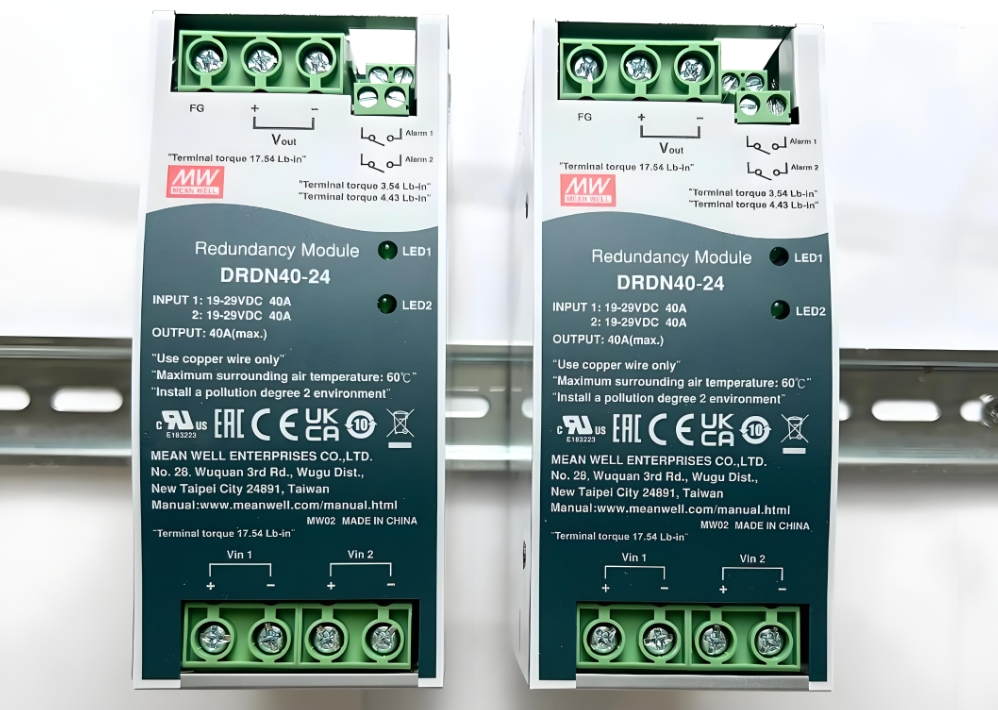 FG
+ -
Vout
Alarm 1
Alarm 2
"Terminal torque 17.54 Lb-in"
MW
MEAN WELL
"Terminal torque 3.54 Lb-in"
"Terminal torque 4.43 Lb-in"
Redundancy Module
LED1
DRDN40-24
INPUT 1: 19-29VDC 40A
LED2
2: 19-29VDC 40A
OUTPUT: 40A(max.)
"Use copper wire only"
"Maximum surrounding air temperature: 60℃"
"Install a pollution degree 2 environment"
c RU us EAC CE UKCA 10
E183223
MEAN WELL ENTERPRISES CO.,LTD.
No. 28, Wuquan 3rd Rd., Wugu Dist.,
New Taipei City 24891, Taiwan
Manual:www.meanwell.com/manual.html
MW02 MADE IN CHINA
"Terminal torque 17.54 Lb-in"
Vin 1 Vin 2
+ - + -
FG
+ -
Vout
Alarm 1
Alarm 2
"Terminal torque 17.54 Lb-in"
MW
MEAN WELL
"Terminal torque 3.54 Lb-in"
"Terminal torque 4.43 Lb-in"
Redundancy Module
LED1
DRDN40-24
INPUT 1: 19-29VDC 40A
LED2
2: 19-29VDC 40A
OUTPUT: 40A(max.)
"Use copper wire only"
"Maximum surrounding air temperature: 60℃"
"Install a pollution degree 2 environment"
c RU us EAC CE UKCA 10
E183223
MEAN WELL ENTERPRISES CO.,LTD.
No. 28, Wuquan 3rd Rd., Wugu Dist.,
New Taipei City 24891, Taiwan
Manual:www.meanwell.com/manual.html
MW02 MADE IN CHINA
"Terminal torque 17.54 Lb-in"
Vin 1 Vin 2
+ - + -